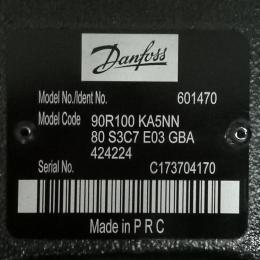 Danfoss
Model No./Ident No. 601470
Model Code 90R100 KA5NN
80 S3C7 E03 GBA
424224
Serial No. C173704170
Made in P R C